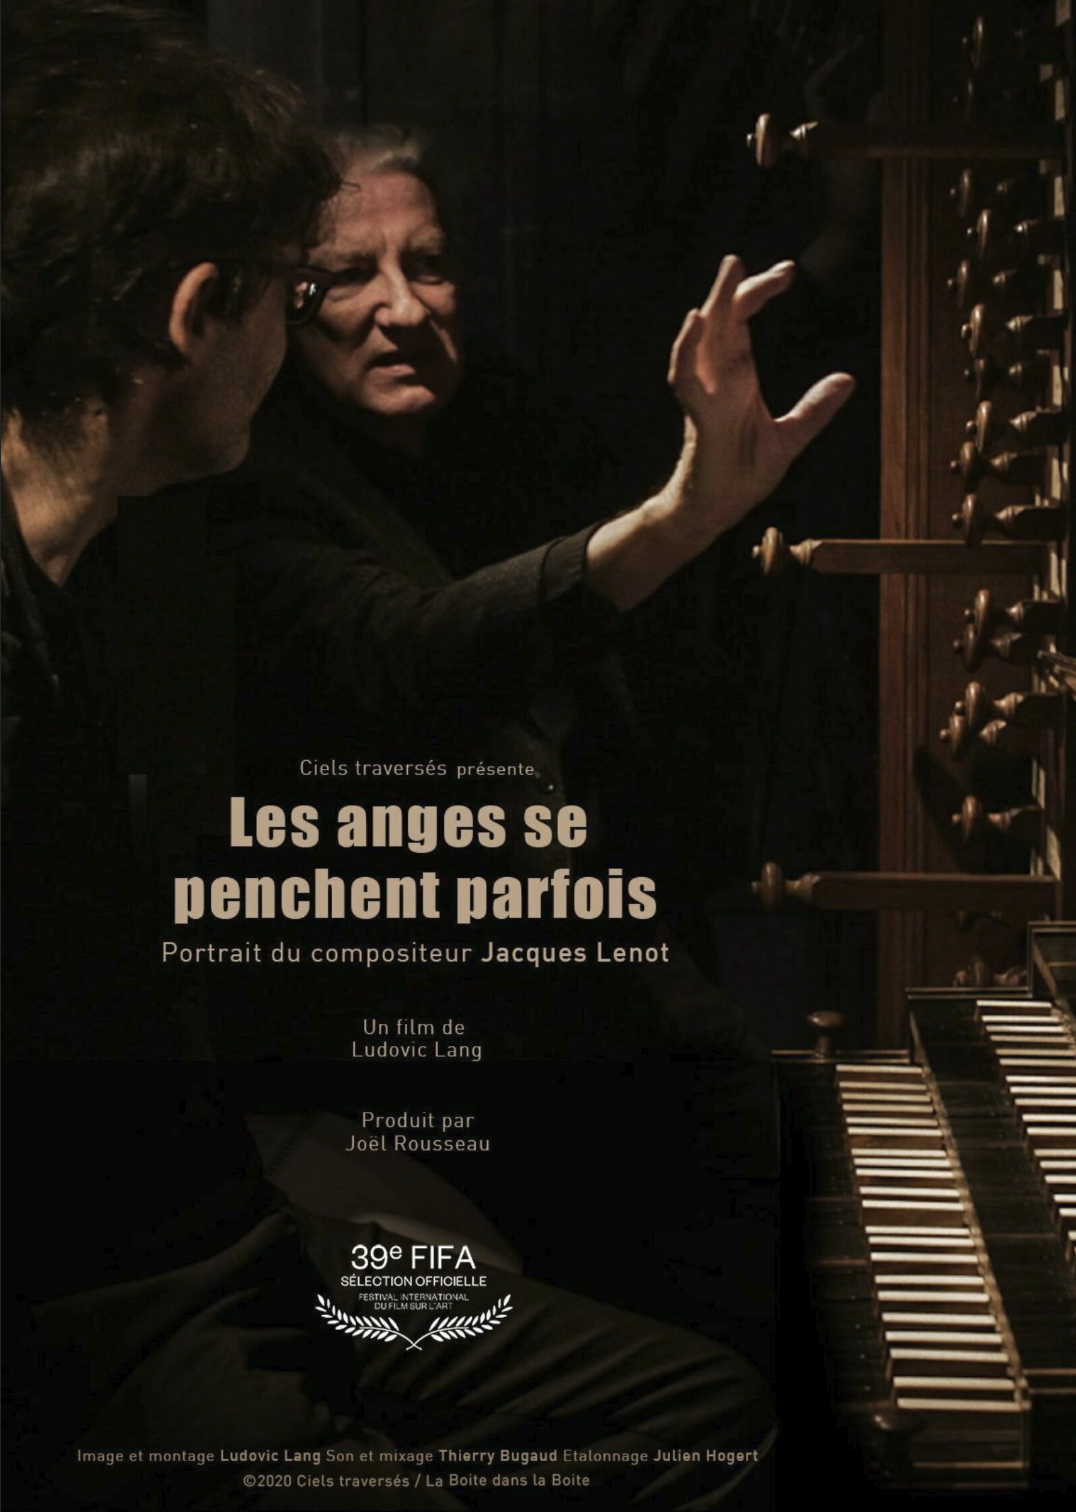 Ciels traversés présente
Les anges se
penchent parfois
Portrait du compositeur Jacques Lenot
Un film de
Ludovic Lang
Produit par
Joël Rousseau
39e FIFA
SÉLECTION OFFICIELLE
FESTIVAL INTERNATIONAL
DU FILM SUR L'ART
Image et montage Ludovic Lang Son et mixage Thierry Bugaud Etalonnage Julien Hogert
©2020 Ciels traversés / La Boite dans la Boite